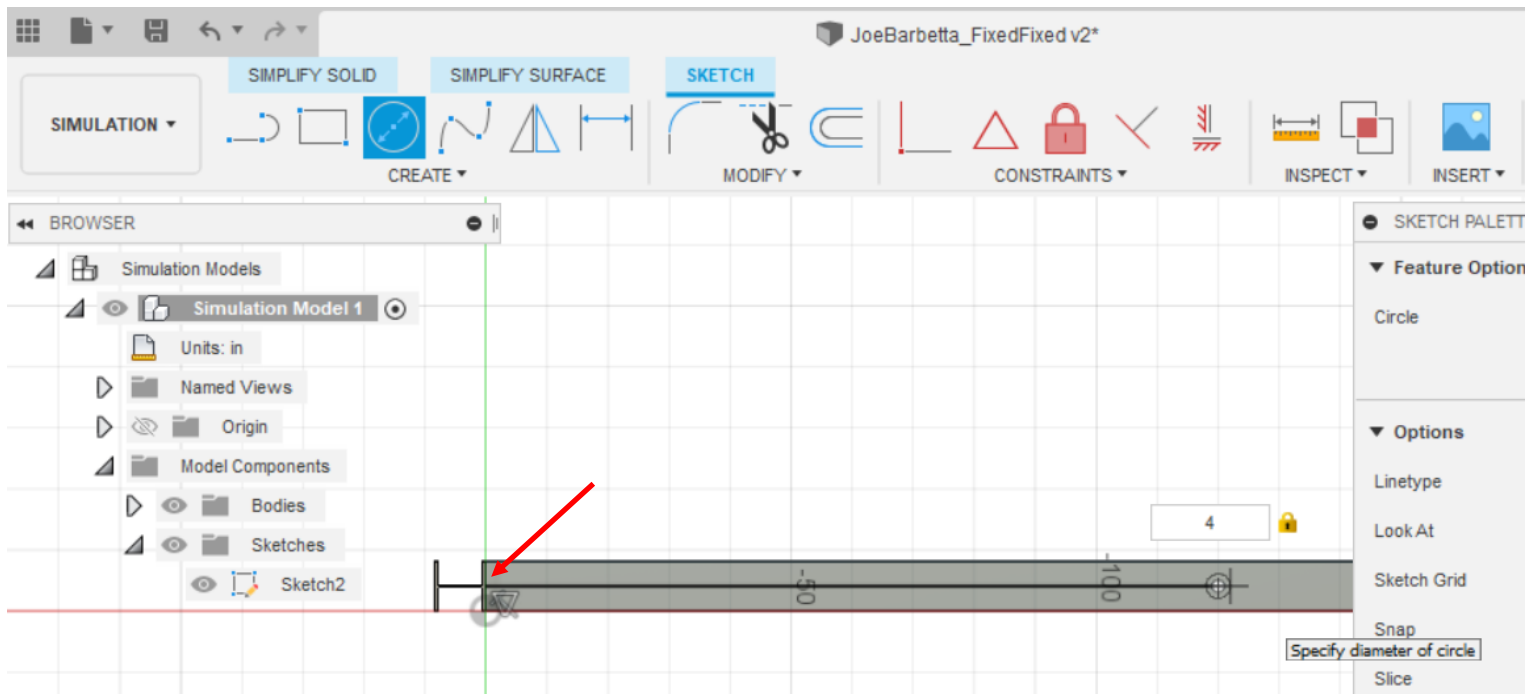 JoeBarbetta_FixedFixed v2*
SIMPLIFY SOLID SIMPLIFY SURFACE SKETCH
SIMULATION
CREATE MODIFY CONSTRAINTS INSPECT INSERT
BROWSER
SKETCH PALETT
Simulation Models
Feature Option
Simulation Model 1
Circle
Units: in
Named Views
Origin
Options
Model Components
Linetype
Bodies
4
Look At
Sketches
Sketch2
-50
-100
Sketch Grid
Snap
Specify diameter of circle
Slice